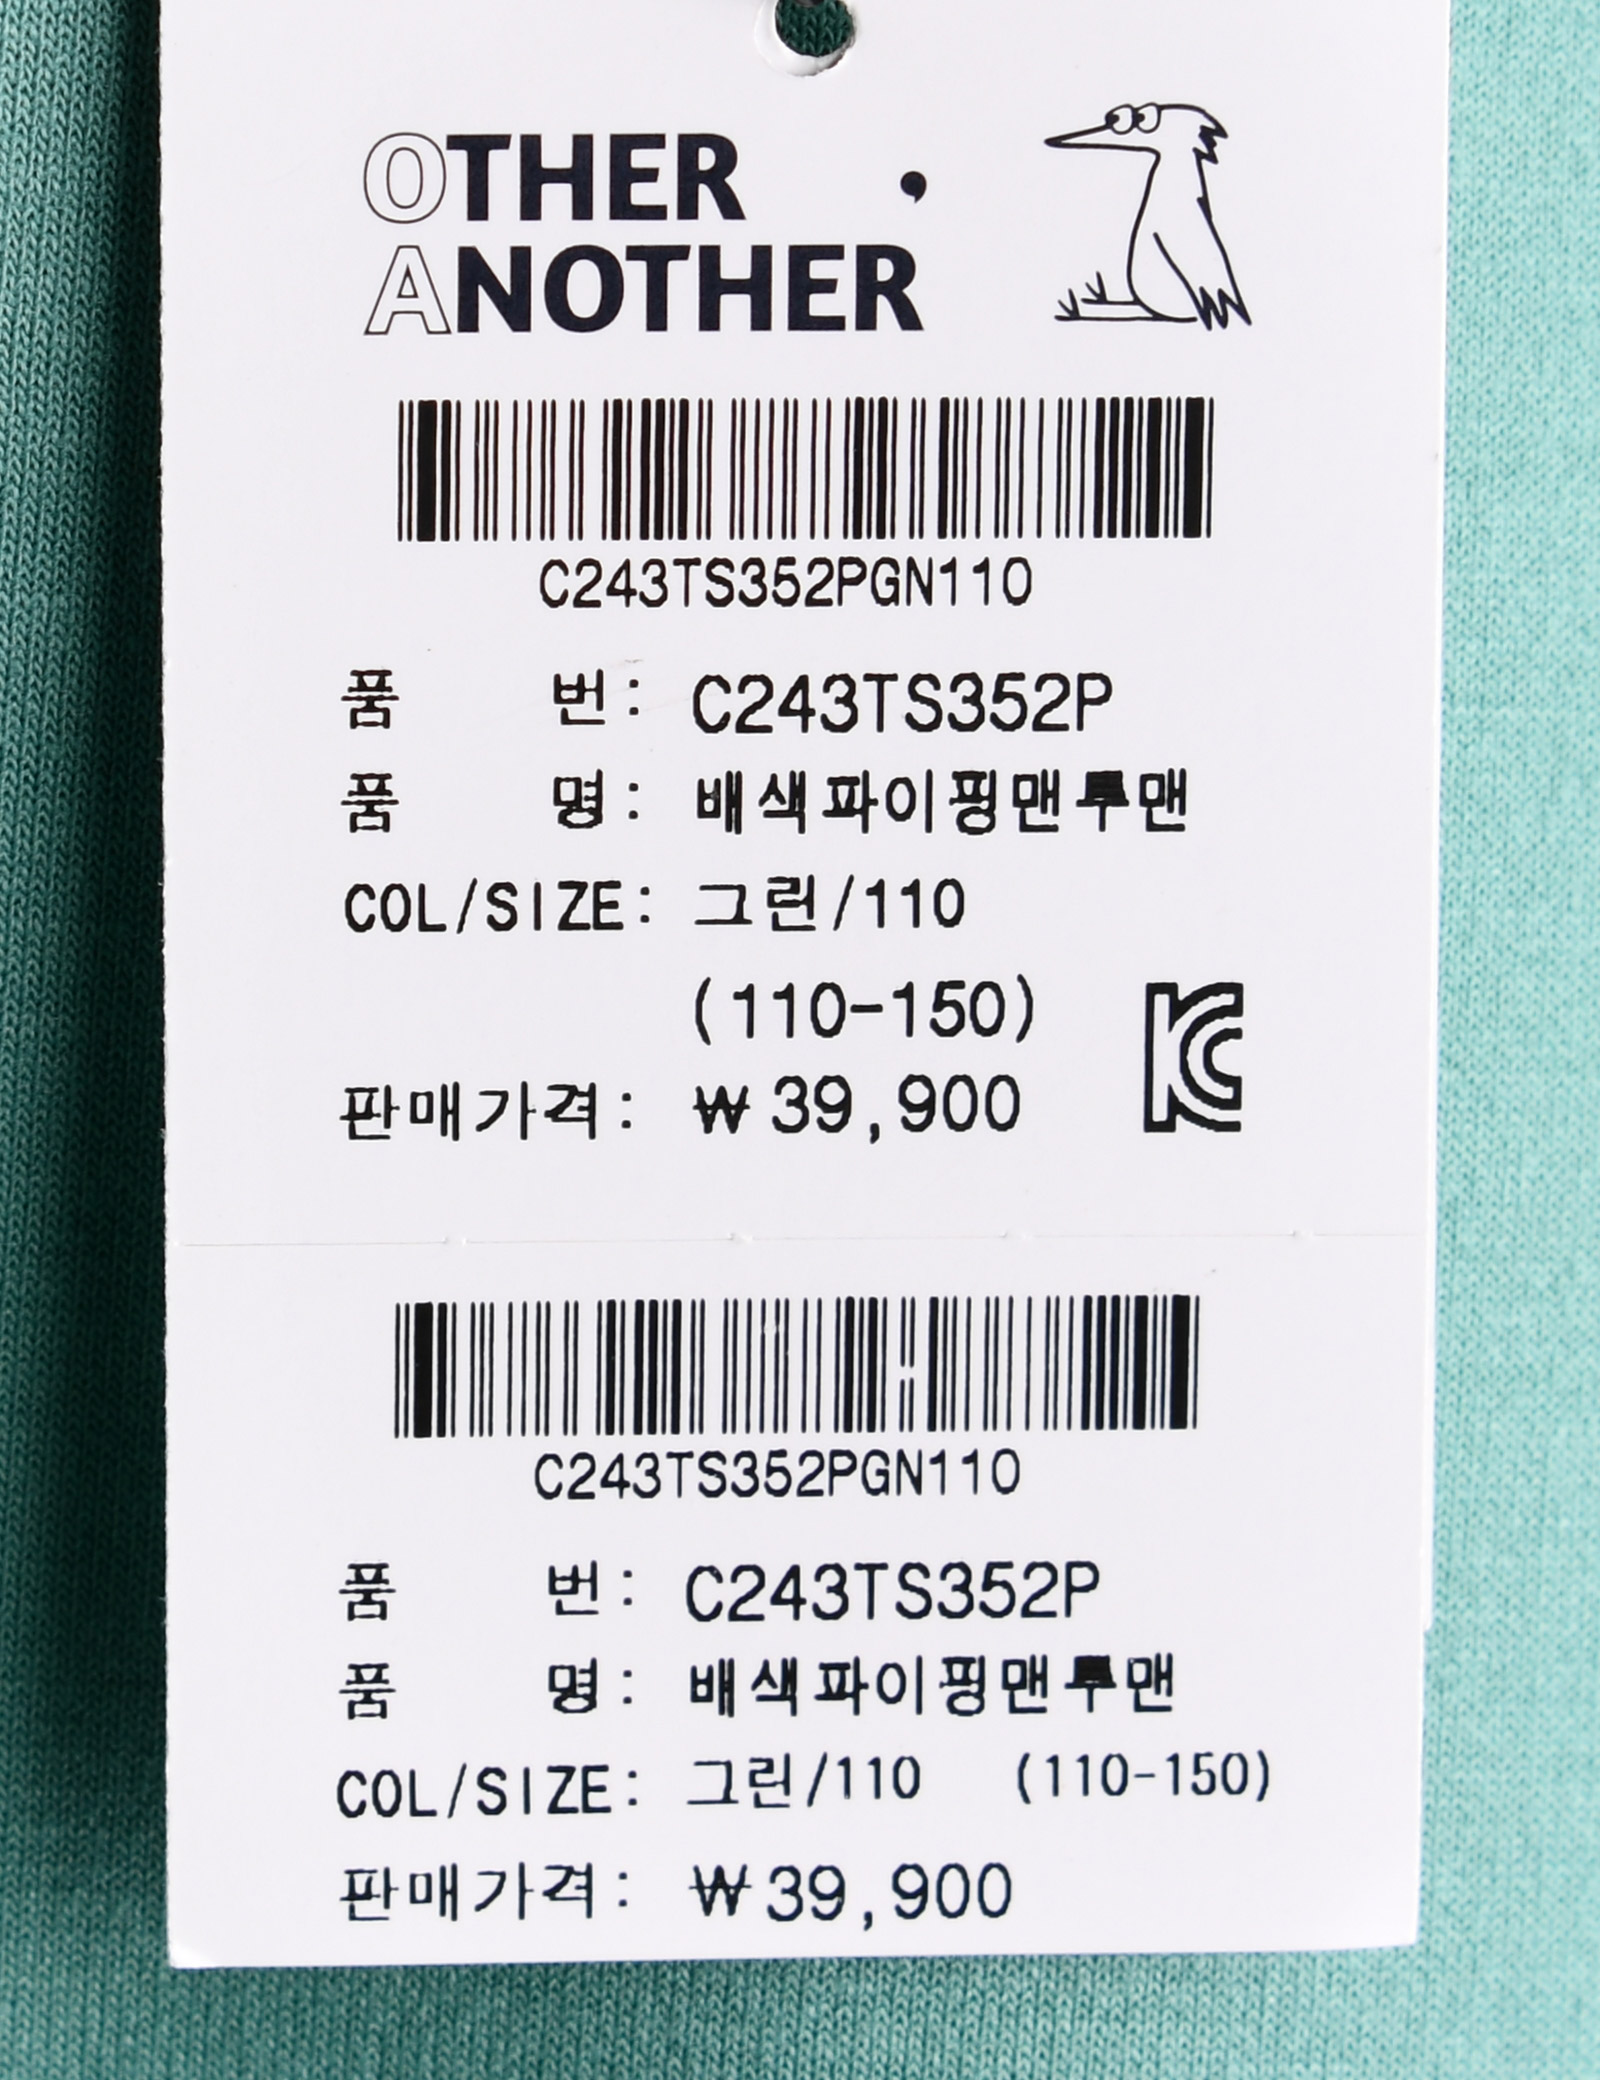 OTHER ,
ANOTHER
C243TS352PGN110
품 번: C243TS352P
품 명: 배색파이핑맨투맨
COL/SIZE: 그린/110
(110-150)
KC
판매가격: ₩39,900
C243TS352PGN110
품 번: C243TS352P
품 명: 배색파이핑맨투맨
COL/SIZE: 그린/110 (110-150)
판매가격: ₩39,900